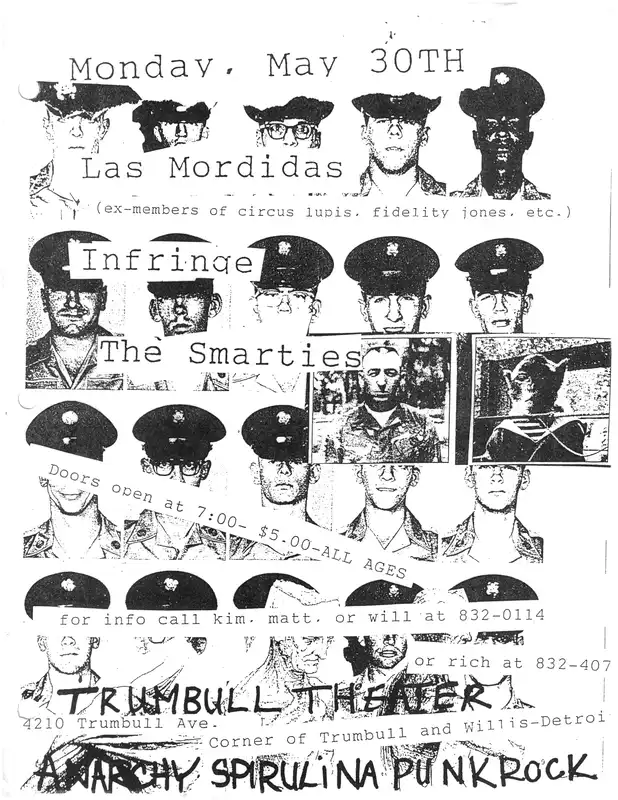 Monday, May 30TH
Las Mordidas
(ex-members of circus lupis, fidelity jones, etc.)
Infringe
The Smarties
Doors open at 7:00- $5.00-ALL AGES
for info call kim, matt, or will at 832-0114
or rich at 832-407
TRUMBULL THEATER
4210 Trumbull Ave.
Corner of Trumbull and Willis-Detroi
ANARCHY SPIRULINA PUNKROCK